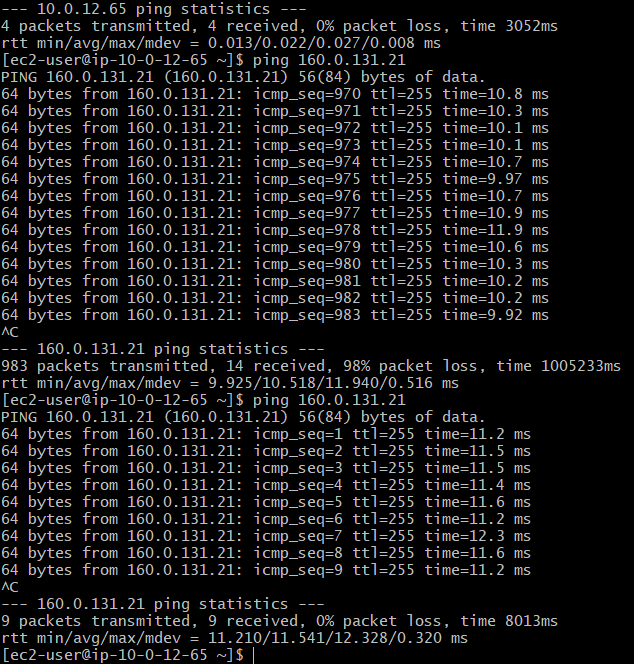 --- 10.0.12.65 ping statistics ---
4 packets transmitted, 4 received, 0% packet loss, time 3052ms
rtt min/avg/max/mdev = 0.013/0.022/0.027/0.008 ms
[ec2-user@ip-10-0-12-65 ~]$ ping 160.0.131.21
PING 160.0.131.21 (160.0.131.21) 56(84) bytes of data.
64 bytes from 160.0.131.21: icmp_seq=970 ttl=255 time=10.8 ms
64 bytes from 160.0.131.21: icmp_seq=971 ttl=255 time=10.3 ms
64 bytes from 160.0.131.21: icmp_seq=972 ttl=255 time=10.1 ms
64 bytes from 160.0.131.21: icmp_seq=973 ttl=255 time=10.1 ms
64 bytes from 160.0.131.21: icmp_seq=974 ttl=255 time=10.7 ms
64 bytes from 160.0.131.21: icmp_seq=975 ttl=255 time=9.97 ms
64 bytes from 160.0.131.21: icmp_seq=976 ttl=255 time=10.7 ms
64 bytes from 160.0.131.21: icmp_seq=977 ttl=255 time=10.9 ms
64 bytes from 160.0.131.21: icmp_seq=978 ttl=255 time=11.9 ms
64 bytes from 160.0.131.21: icmp_seq=979 ttl=255 time=10.6 ms
64 bytes from 160.0.131.21: icmp_seq=980 ttl=255 time=10.3 ms
64 bytes from 160.0.131.21: icmp_seq=981 ttl=255 time=10.2 ms
64 bytes from 160.0.131.21: icmp_seq=982 ttl=255 time=10.2 ms
64 bytes from 160.0.131.21: icmp_seq=983 ttl=255 time=9.92 ms
^C
--- 160.0.131.21 ping statistics ---
983 packets transmitted, 14 received, 98% packet loss, time 1005233ms
rtt min/avg/max/mdev = 9.925/10.518/11.940/0.516 ms
[ec2-user@ip-10-0-12-65 ~]$ ping 160.0.131.21
PING 160.0.131.21 (160.0.131.21) 56(84) bytes of data.
64 bytes from 160.0.131.21: icmp_seq=1 ttl=255 time=11.2 ms
64 bytes from 160.0.131.21: icmp_seq=2 ttl=255 time=11.5 ms
64 bytes from 160.0.131.21: icmp_seq=3 ttl=255 time=11.5 ms
64 bytes from 160.0.131.21: icmp_seq=4 ttl=255 time=11.4 ms
64 bytes from 160.0.131.21: icmp_seq=5 ttl=255 time=11.6 ms
64 bytes from 160.0.131.21: icmp_seq=6 ttl=255 time=11.2 ms
64 bytes from 160.0.131.21: icmp_seq=7 ttl=255 time=12.3 ms
64 bytes from 160.0.131.21: icmp_seq=8 ttl=255 time=11.6 ms
64 bytes from 160.0.131.21: icmp_seq=9 ttl=255 time=11.2 ms
^C
--- 160.0.131.21 ping statistics ---
9 packets transmitted, 9 received, 0% packet loss, time 8013ms
rtt min/avg/max/mdev = 11.210/11.541/12.328/0.320 ms
[ec2-user@ip-10-0-12-65 ~]$